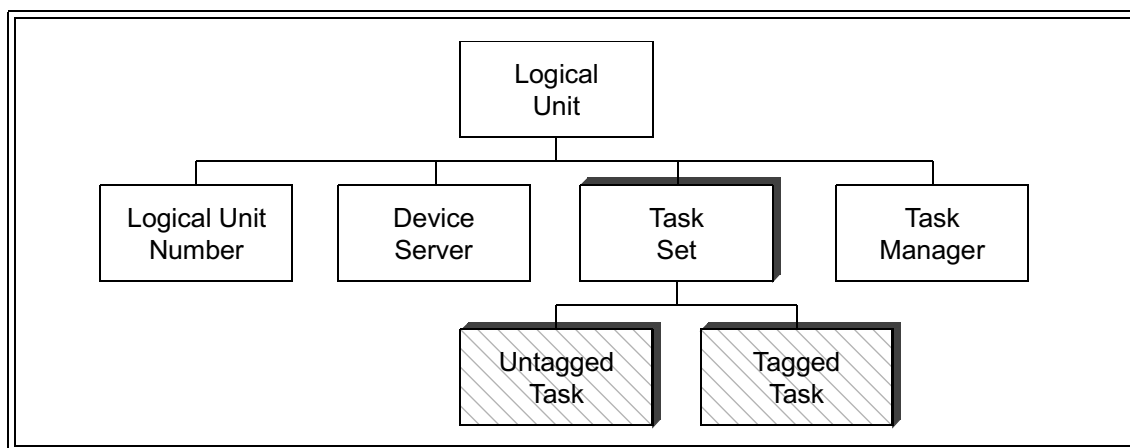 Logical
Unit
Logical Unit
Number
Device
Server
Task
Set
Task
Manager
Untagged
Task
Tagged
Task